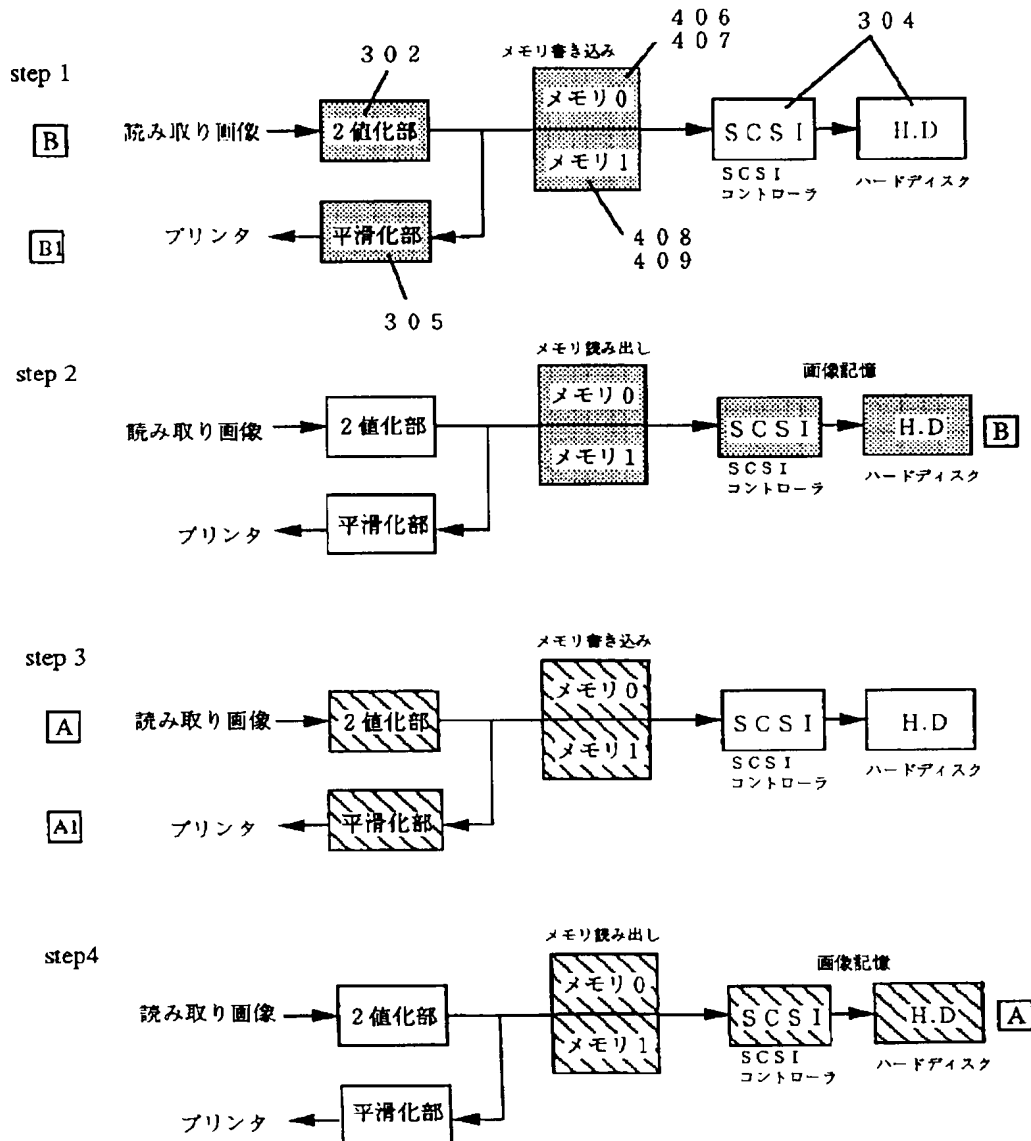 406
407
304
302
メモリ書き込み
step 1
メモリ0
B
読み取り画像
2値化部
SCSI
H.D
メモリ1
SCSI
コントローラ
ハードディスク
B1
プリンタ
平滑化部
408
409
305
メモリ読み出し
画像記憶
step 2
メモリ0
読み取り画像
2値化部
SCSI
H.D
B
メモリ1
SCSI
コントローラ
ハードディスク
プリンタ
平滑化部
メモリ書き込み
step 3
メモリ0
A
読み取り画像
2値化部
SCSI
H.D
メモリ1
SCSI
コントローラ
ハードディスク
A1
プリンタ
平滑化部
メモリ読み出し
画像記憶
step4
メモリ0
読み取り画像
2値化部
SCSI
H.D
A
メモリ1
SCSI
コントローラ
ハードディスク
プリンタ
平滑化部